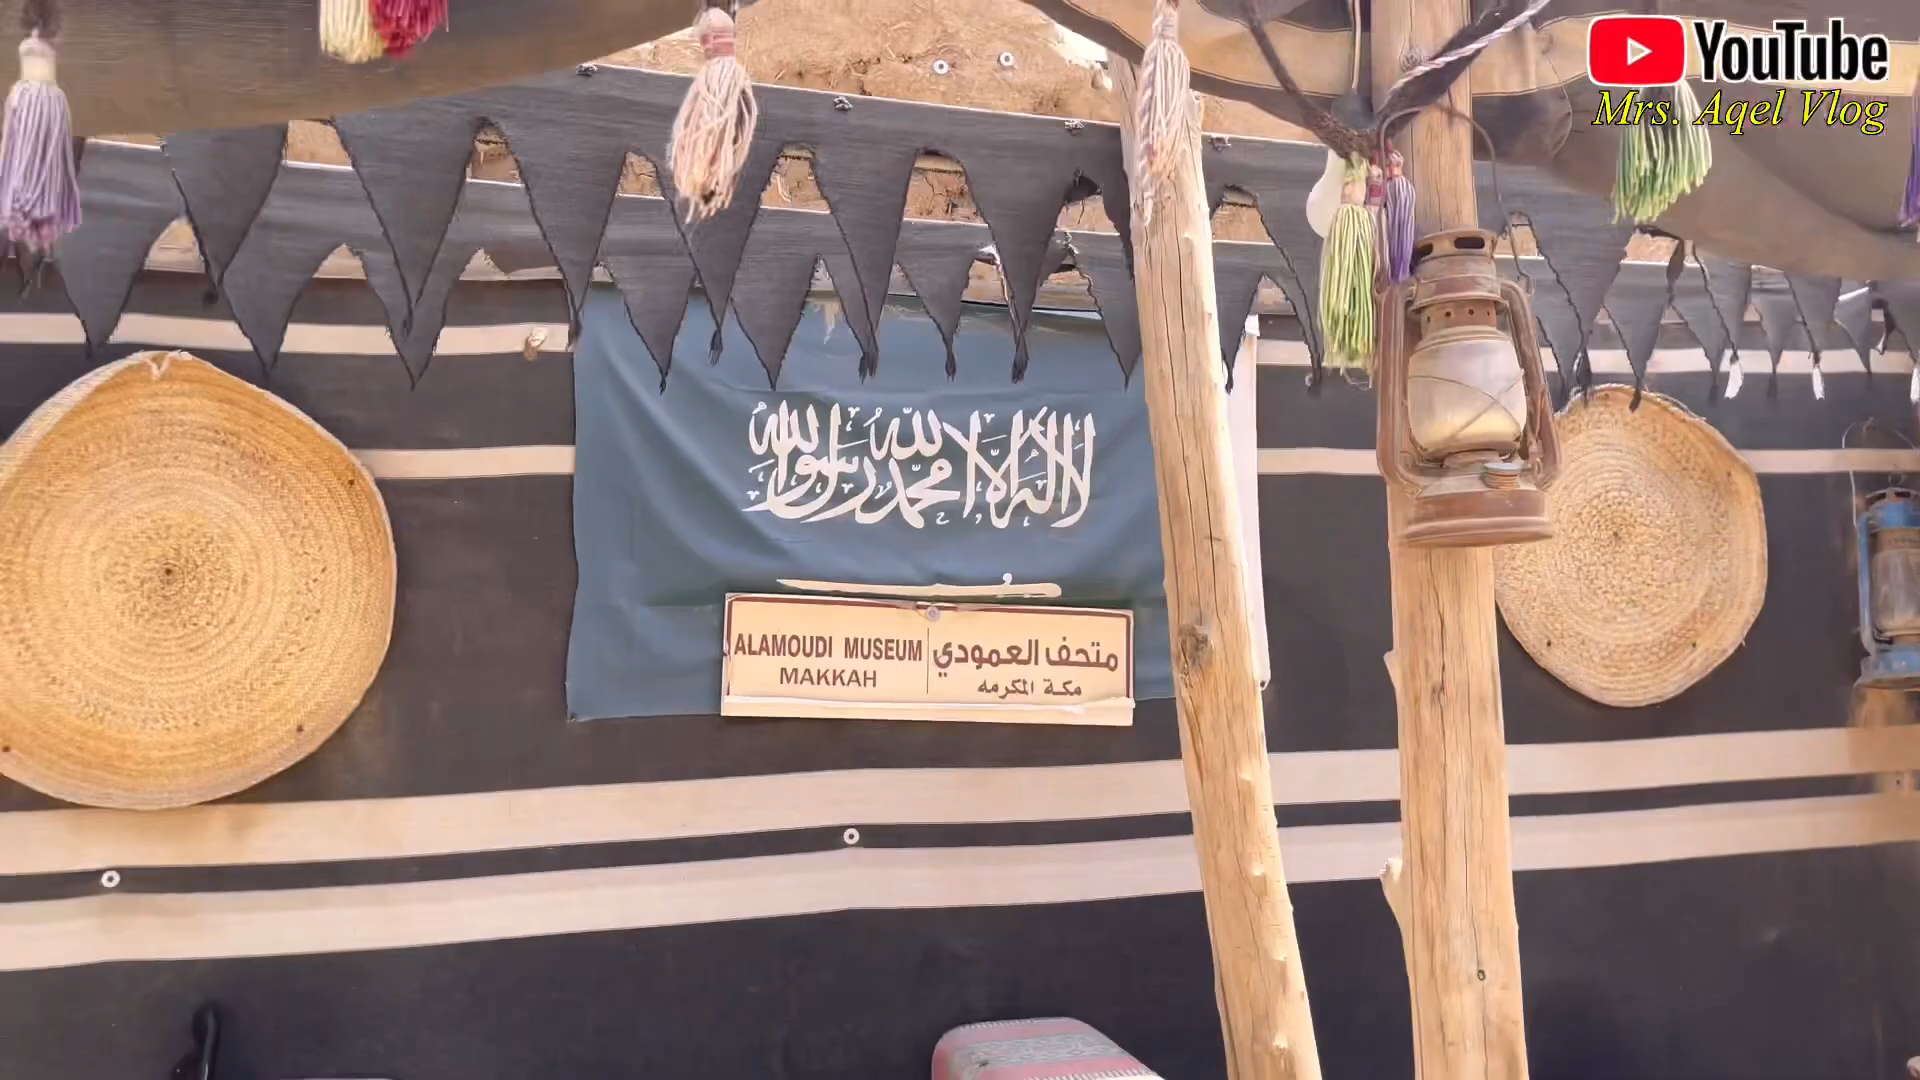 YouTube
Mrs. Aqel Vlog
لا إله إلا الله محمد رسول الله
ALAMOUDI MUSEUM
MAKKAH
متحف العمودي
مكة المكرمه